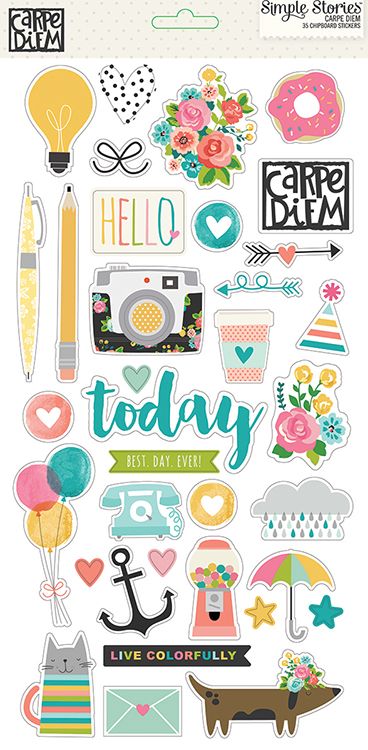 CARPE
DIEM
Simple Stories
CARPE DIEM
35 CHIPBOARD STICKERS
CARPE
DIEM
HELLO
today
BEST. DAY. EVER!
LIVE COLORFULLY